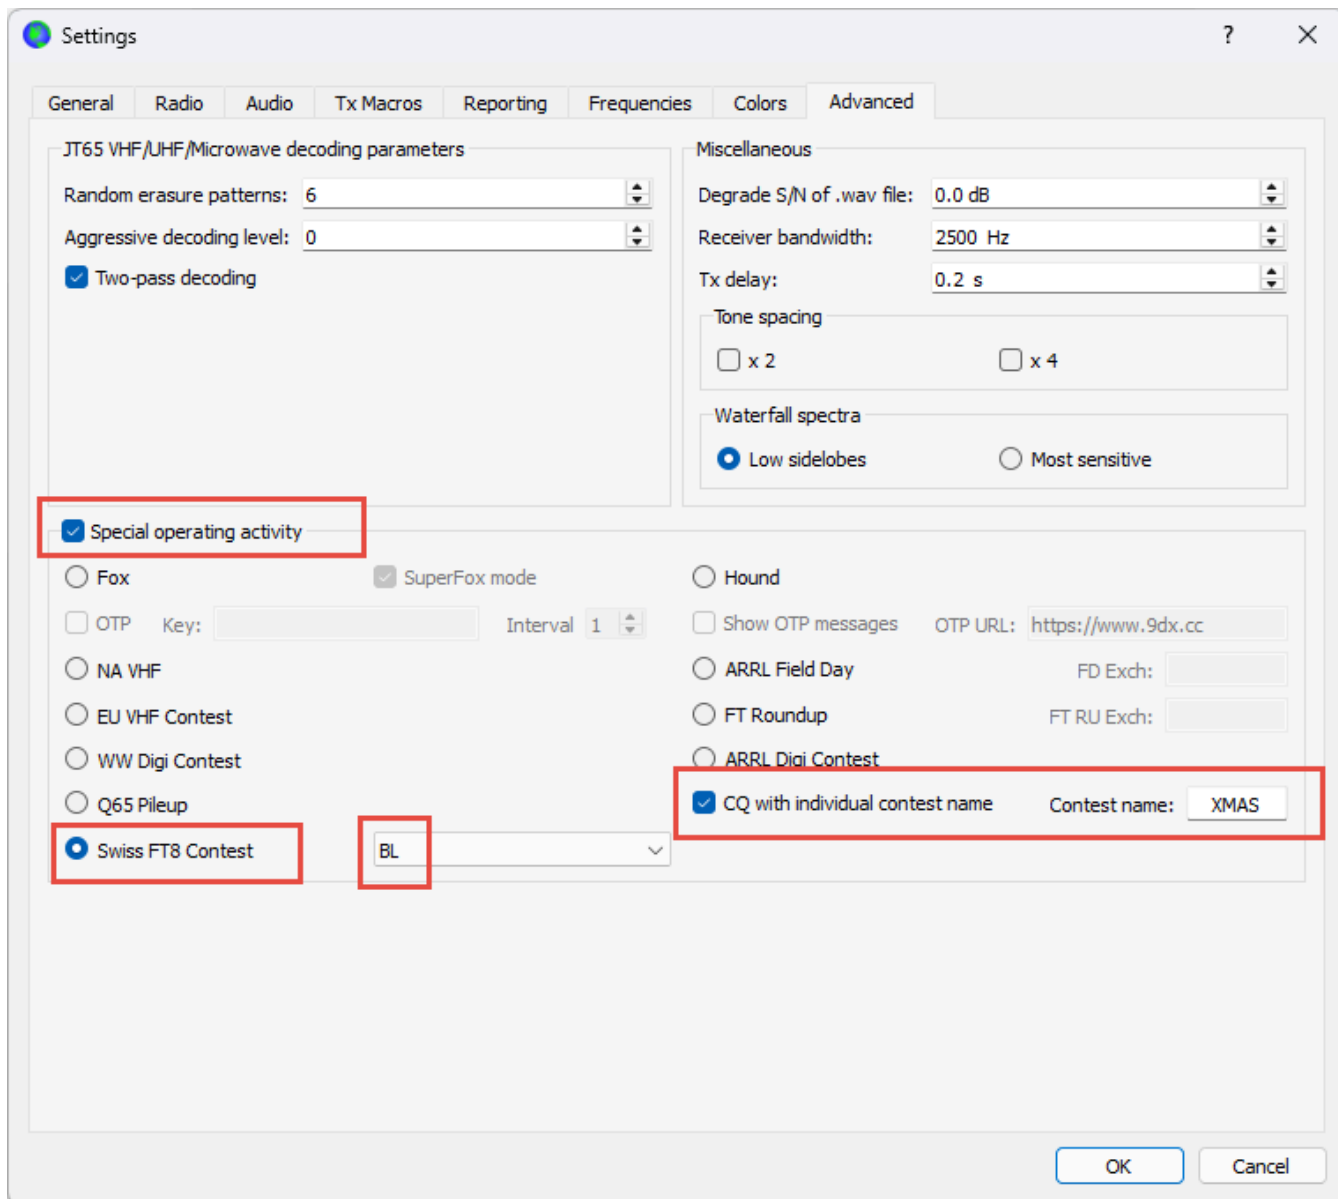 Settings ?
General Radio Audio Tx Macros Reporting Frequencies Colors Advanced
JT65 VHF/UHF/Microwave decoding parameters
Random erasure patterns: 6
Aggressive decoding level: 0
Two-pass decoding
Miscellaneous
Degrade S/N of .wav file: 0.0 dB
Receiver bandwidth: 2500 Hz
Tx delay: 0.2 s
Tone spacing
x 2 x 4
Waterfall spectra
Low sidelobes Most sensitive
Special operating activity
Fox SuperFox mode Hound
OTP Key: Interval 1 Show OTP messages OTP URL: https://www.9dx.cc
NA VHF ARRL Field Day FD Exch:
EU VHF Contest FT Roundup FT RU Exch:
WW Digi Contest ARRL Digi Contest
Q65 Pileup CQ with individual contest name Contest name: XMAS
Swiss FT8 Contest BL
OK Cancel